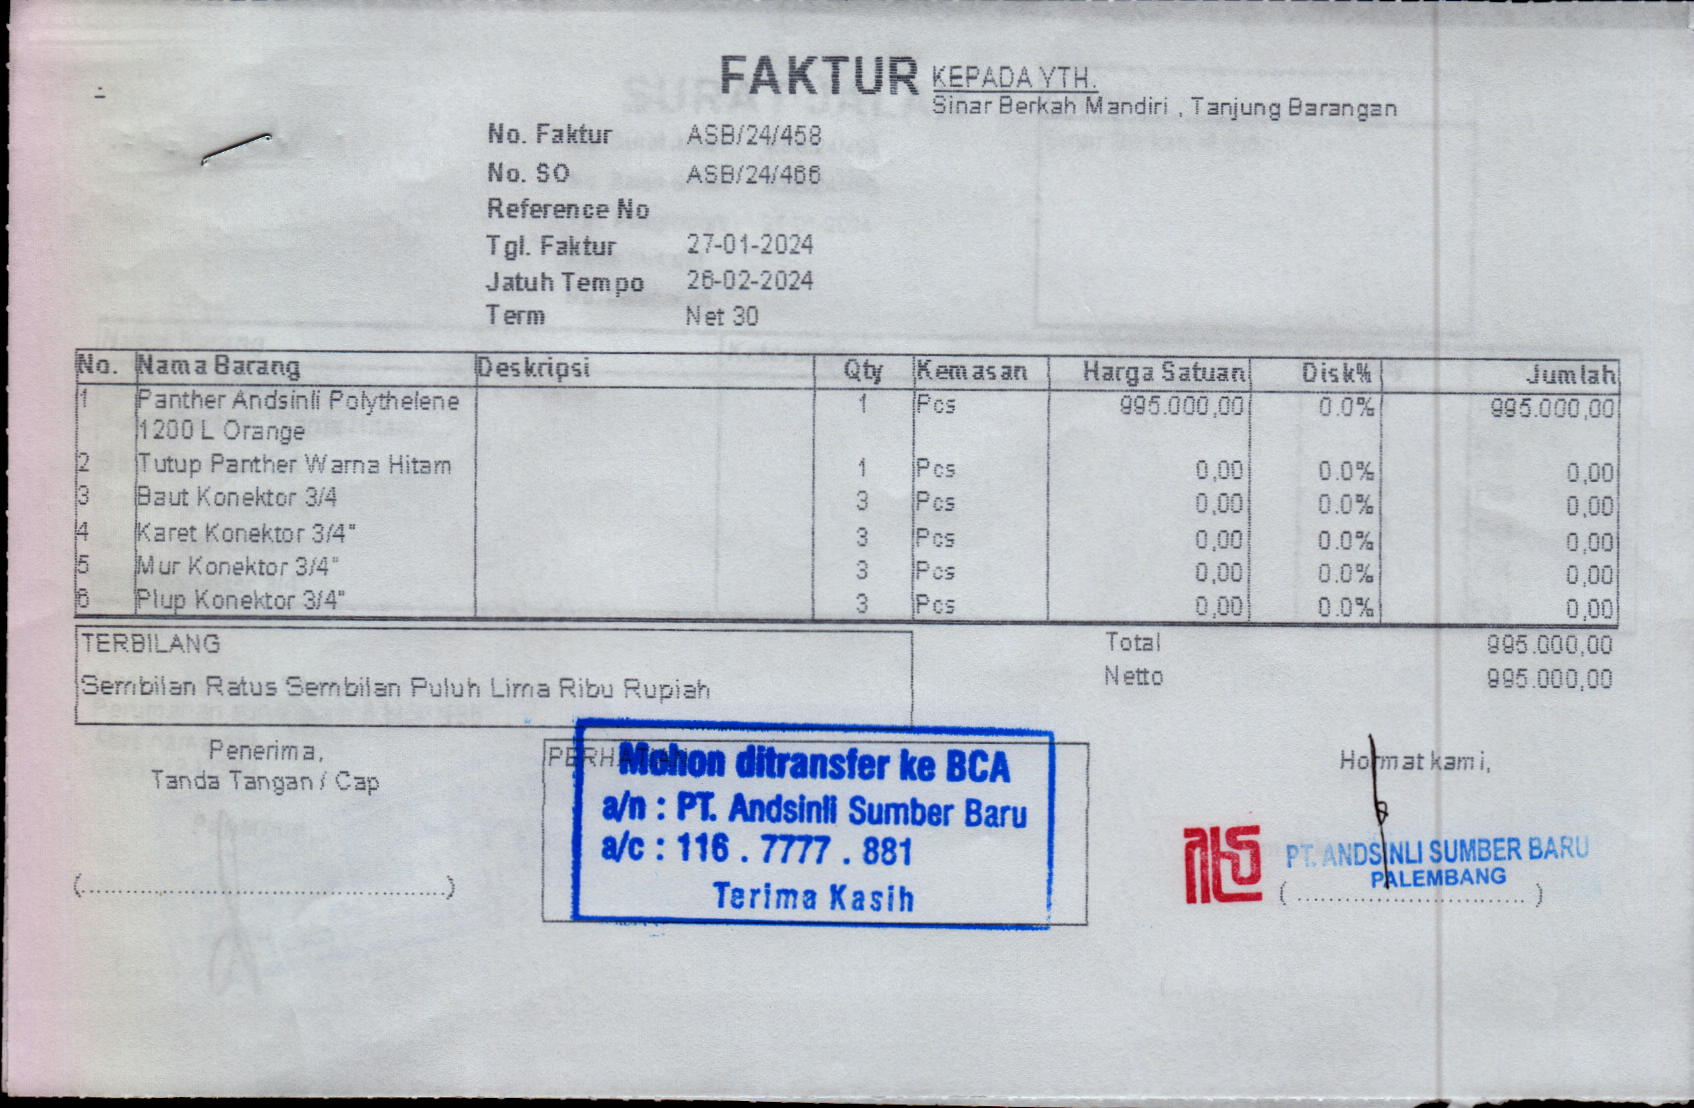 FAKTUR
KEPADA YTH.
Sinar Berkah Mandiri , Tanjung Barangan
No. Faktur ASB/24/458
No. SO ASB/24/466
Reference No
Tgl. Faktur 27-01-2024
Jatuh Tempo 26-02-2024
Term Net 30
No. Nama Barang Deskripsi Qty Kemasan Harga Satuan Disk% Jumlah
1 Panther Andsinli Polythelene 1 Pcs 995.000,00 0.0% 995.000,00
1200 L Orange
2 Tutup Panther Warna Hitam 1 Pcs 0,00 0.0% 0,00
3 Baut Konektor 3/4 3 Pcs 0,00 0.0% 0,00
4 Karet Konektor 3/4" 3 Pcs 0,00 0.0% 0,00
5 Mur Konektor 3/4" 3 Pcs 0,00 0.0% 0,00
6 Plup Konektor 3/4" 3 Pcs 0,00 0.0% 0,00
TERBILANG
Sembilan Ratus Sembilan Puluh Lima Ribu Rupiah
Total 995.000,00
Netto 995.000,00
Penerima,
Tanda Tangan / Cap
(..............................................)
PERHATIAN
Mohon ditransfer ke BCA
a/n : PT. Andsinli Sumber Baru
a/c : 116 . 7777 . 881
Terima Kasih
Hormat kami,
PT. ANDSINLI SUMBER BARU
PALEMBANG
( ............................. )